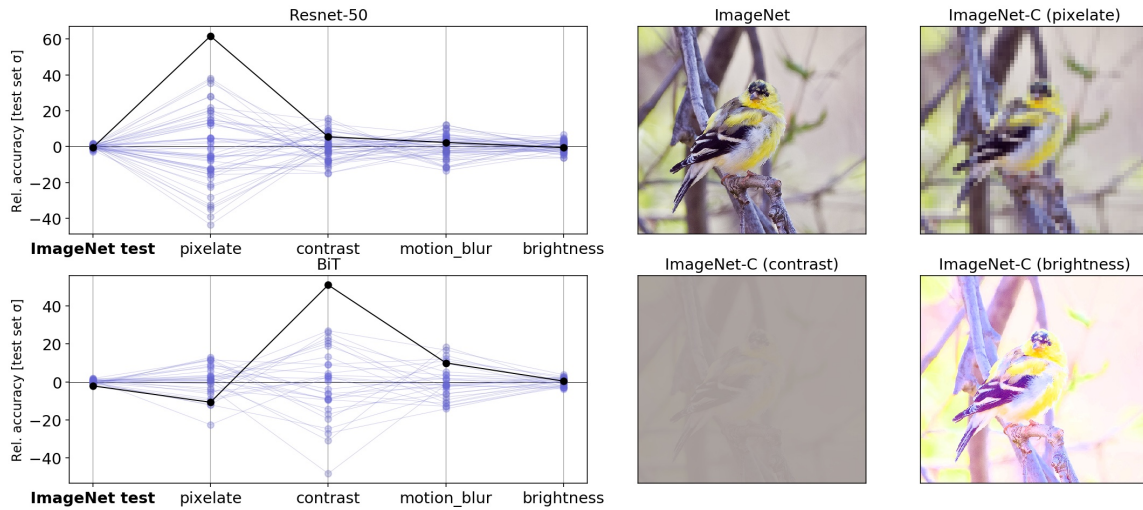 Resnet-50
Rel. accuracy [test set σ]
60
40
20
0
−20
−40
ImageNet test pixelate contrast motion_blur brightness
BiT
Rel. accuracy [test set σ]
40
20
0
−20
−40
ImageNet test pixelate contrast motion_blur brightness
ImageNet
ImageNet-C (pixelate)
ImageNet-C (contrast)
ImageNet-C (brightness)